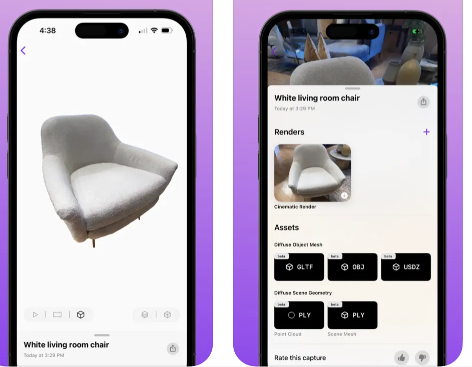 4:38
White living room chair
Today at 3:29 PM
White living room chair
Today at 3:29 PM
Renders
+
Cinematic Render
Assets
Diffuse Object Mesh
beta
GLTF
beta
OBJ
beta
USDZ
Diffuse Scene Geometry
beta
PLY
beta
PLY
Point Cloud
Scene Mesh
Rate this capture